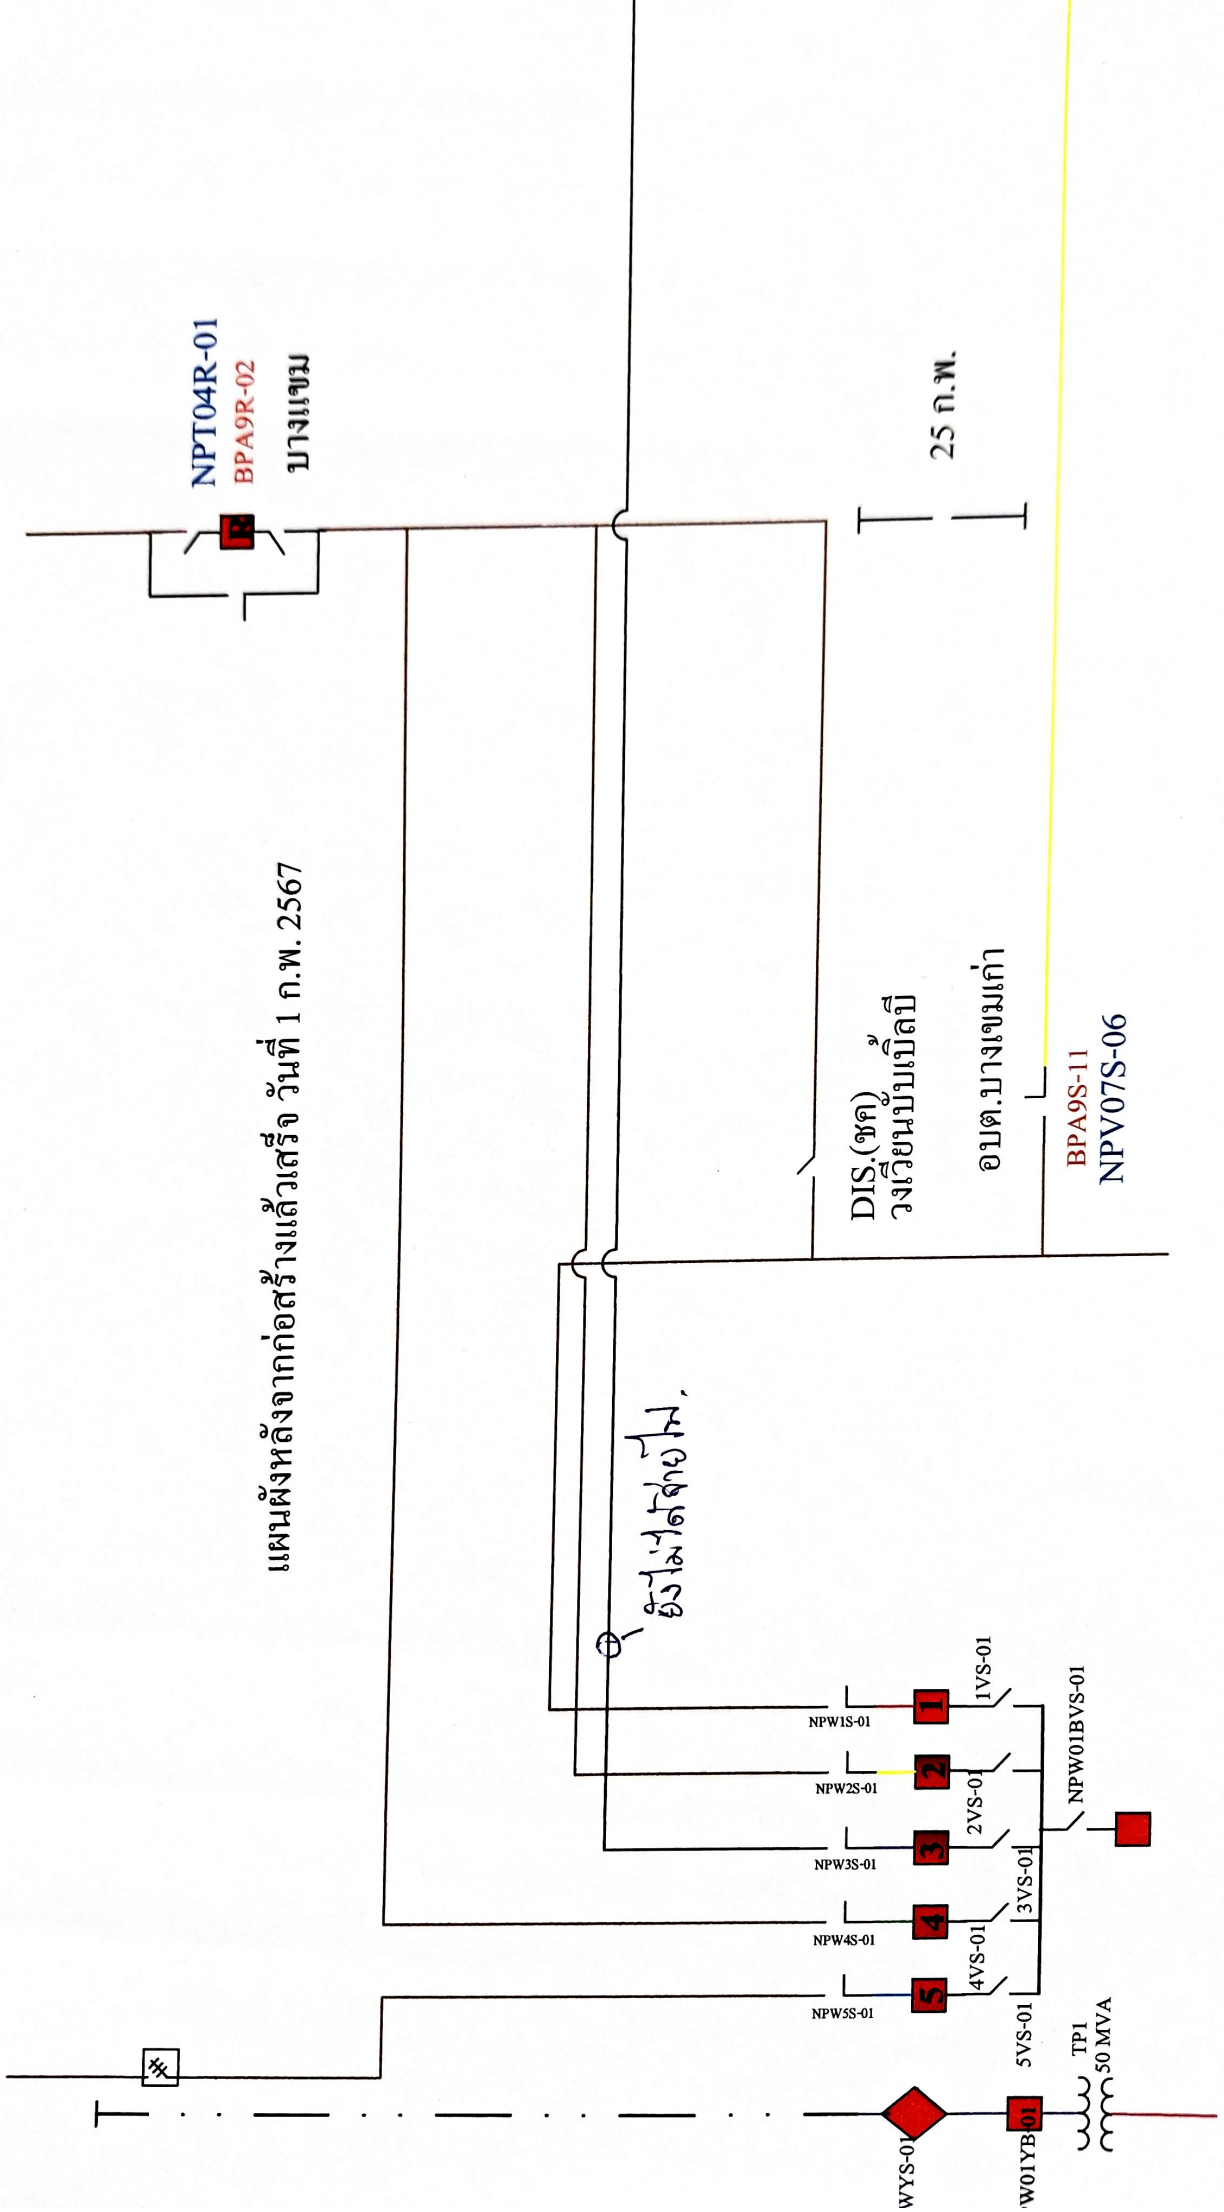 NPT04R-01
BPA9R-02
บางแขม
R
แผนผังหลังจากก่อสร้างแล้วเสร็จ วันที่ 1 ก.พ. 2567
25 ก.พ.
DIS.(ชค)
วงเวียนบับเบิ้ลบี
อบต.บางเขมเก่า
BPA9S-11
NPV07S-06
ยังไม่ได้จ่ายไฟ.
NPW1S-01
NPW2S-01
NPW3S-01
NPW4S-01
NPW5S-01
1
2
3
4
5
1VS-01
2VS-01
3VS-01
4VS-01
5VS-01
NPW01BVS-01
TP1
50 MVA
WYS-01
PW01YB-01